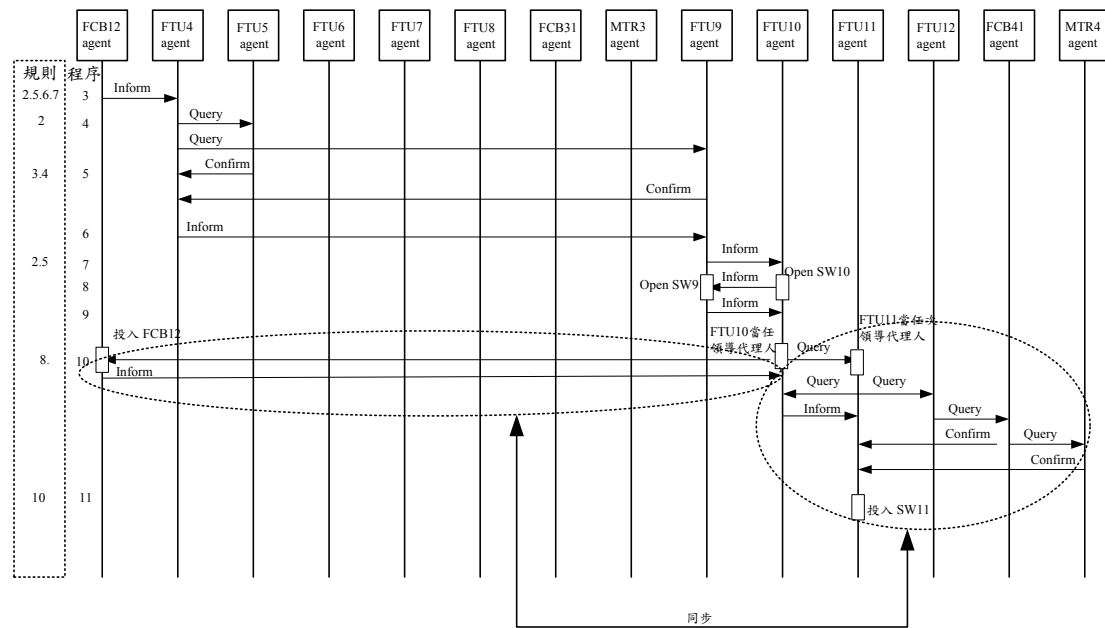 FCB12 agent
FTU4 agent
FTU5 agent
FTU6 agent
FTU7 agent
FTU8 agent
FCB31 agent
MTR3 agent
FTU9 agent
FTU10 agent
FTU11 agent
FTU12 agent
FCB41 agent
MTR4 agent
規則 程序
2.5.6.7 3 Inform
2 4 Query
Query
3.4 5 Confirm
Confirm
6 Inform
2.5 7 Inform
8 Open SW9 Inform Open SW10
9 Inform
投入 FCB12
FTU10當任
領導代理人
FTU11當任次
領導代理人
8. 10 Query
Inform
Query Query
Inform Query
Confirm Query
Confirm
10 11 投入 SW11
同步